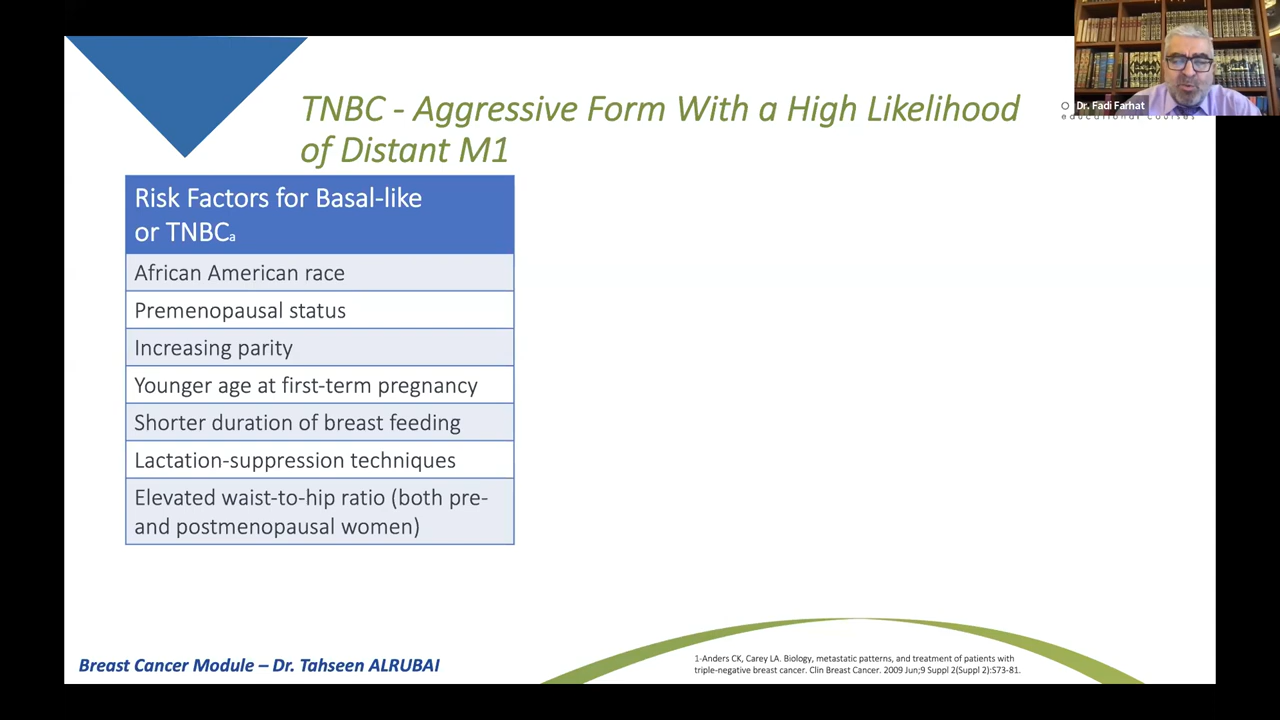 TNBC - Aggressive Form With a High Likelihood
of Distant M1
Dr. Fadi Farhat
educational courses
Risk Factors for Basal-like
or TNBCa
African American race
Premenopausal status
Increasing parity
Younger age at first-term pregnancy
Shorter duration of breast feeding
Lactation-suppression techniques
Elevated waist-to-hip ratio (both pre-
and postmenopausal women)
Breast Cancer Module – Dr. Tahseen ALRUBAI
1-Anders CK, Carey LA. Biology, metastatic patterns, and treatment of patients with
triple-negative breast cancer. Clin Breast Cancer. 2009 Jun;9 Suppl 2(Suppl 2):S73-81.